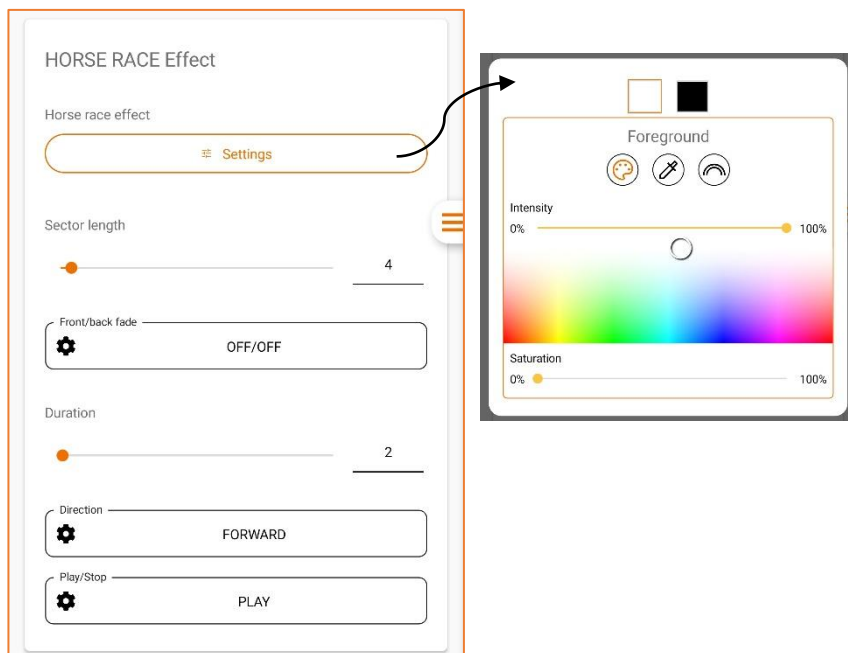 HORSE RACE Effect
Horse race effect
Settings
Sector length
4
Front/back fade
OFF/OFF
Duration
2
Direction
FORWARD
Play/Stop
PLAY
Foreground
Intensity
0% 100%
Saturation
0% 100%